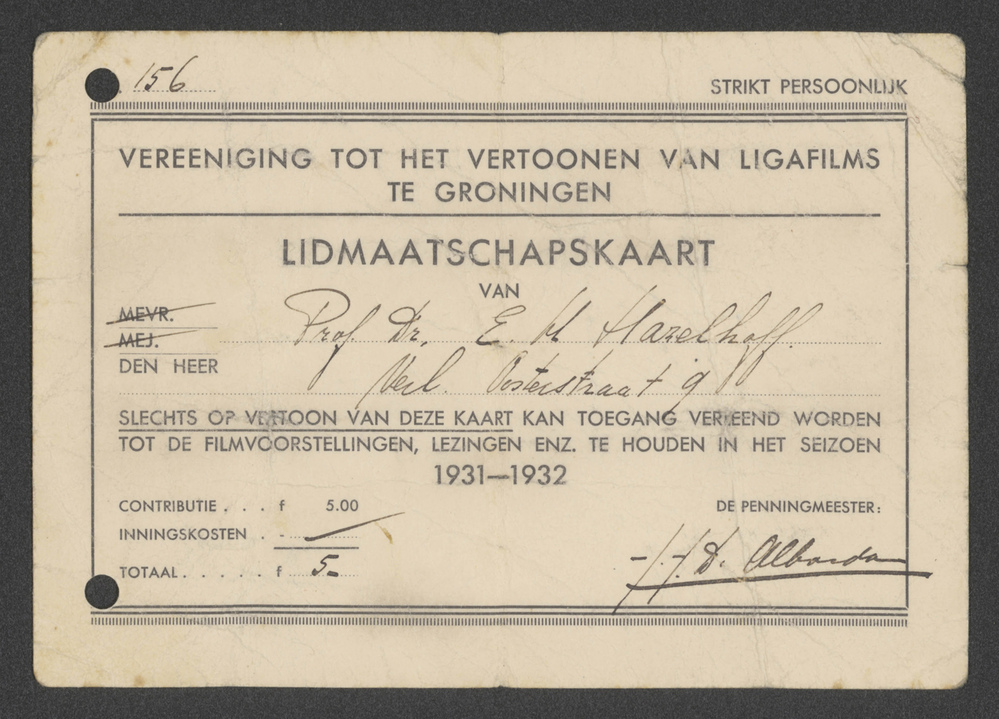 156
STRIKT PERSOONLIJK
VEREENIGING TOT HET VERTOONEN VAN LIGAFILMS
TE GRONINGEN
LIDMAATSCHAPSKAART
VAN
MEVR.
MEJ. Prof. Dr. E. H Hazelhoff.
DEN HEER
Verl. Oosterstraat 9
SLECHTS OP VERTOON VAN DEZE KAART KAN TOEGANG VERLEEND WORDEN
TOT DE FILMVOORSTELLINGEN, LEZINGEN ENZ. TE HOUDEN IN HET SEIZOEN
1931—1932
CONTRIBUTIE . . . f 5.00
DE PENNINGMEESTER:
INNINGSKOSTEN . -
D. Alborda
TOTAAL . . . . . f 5-